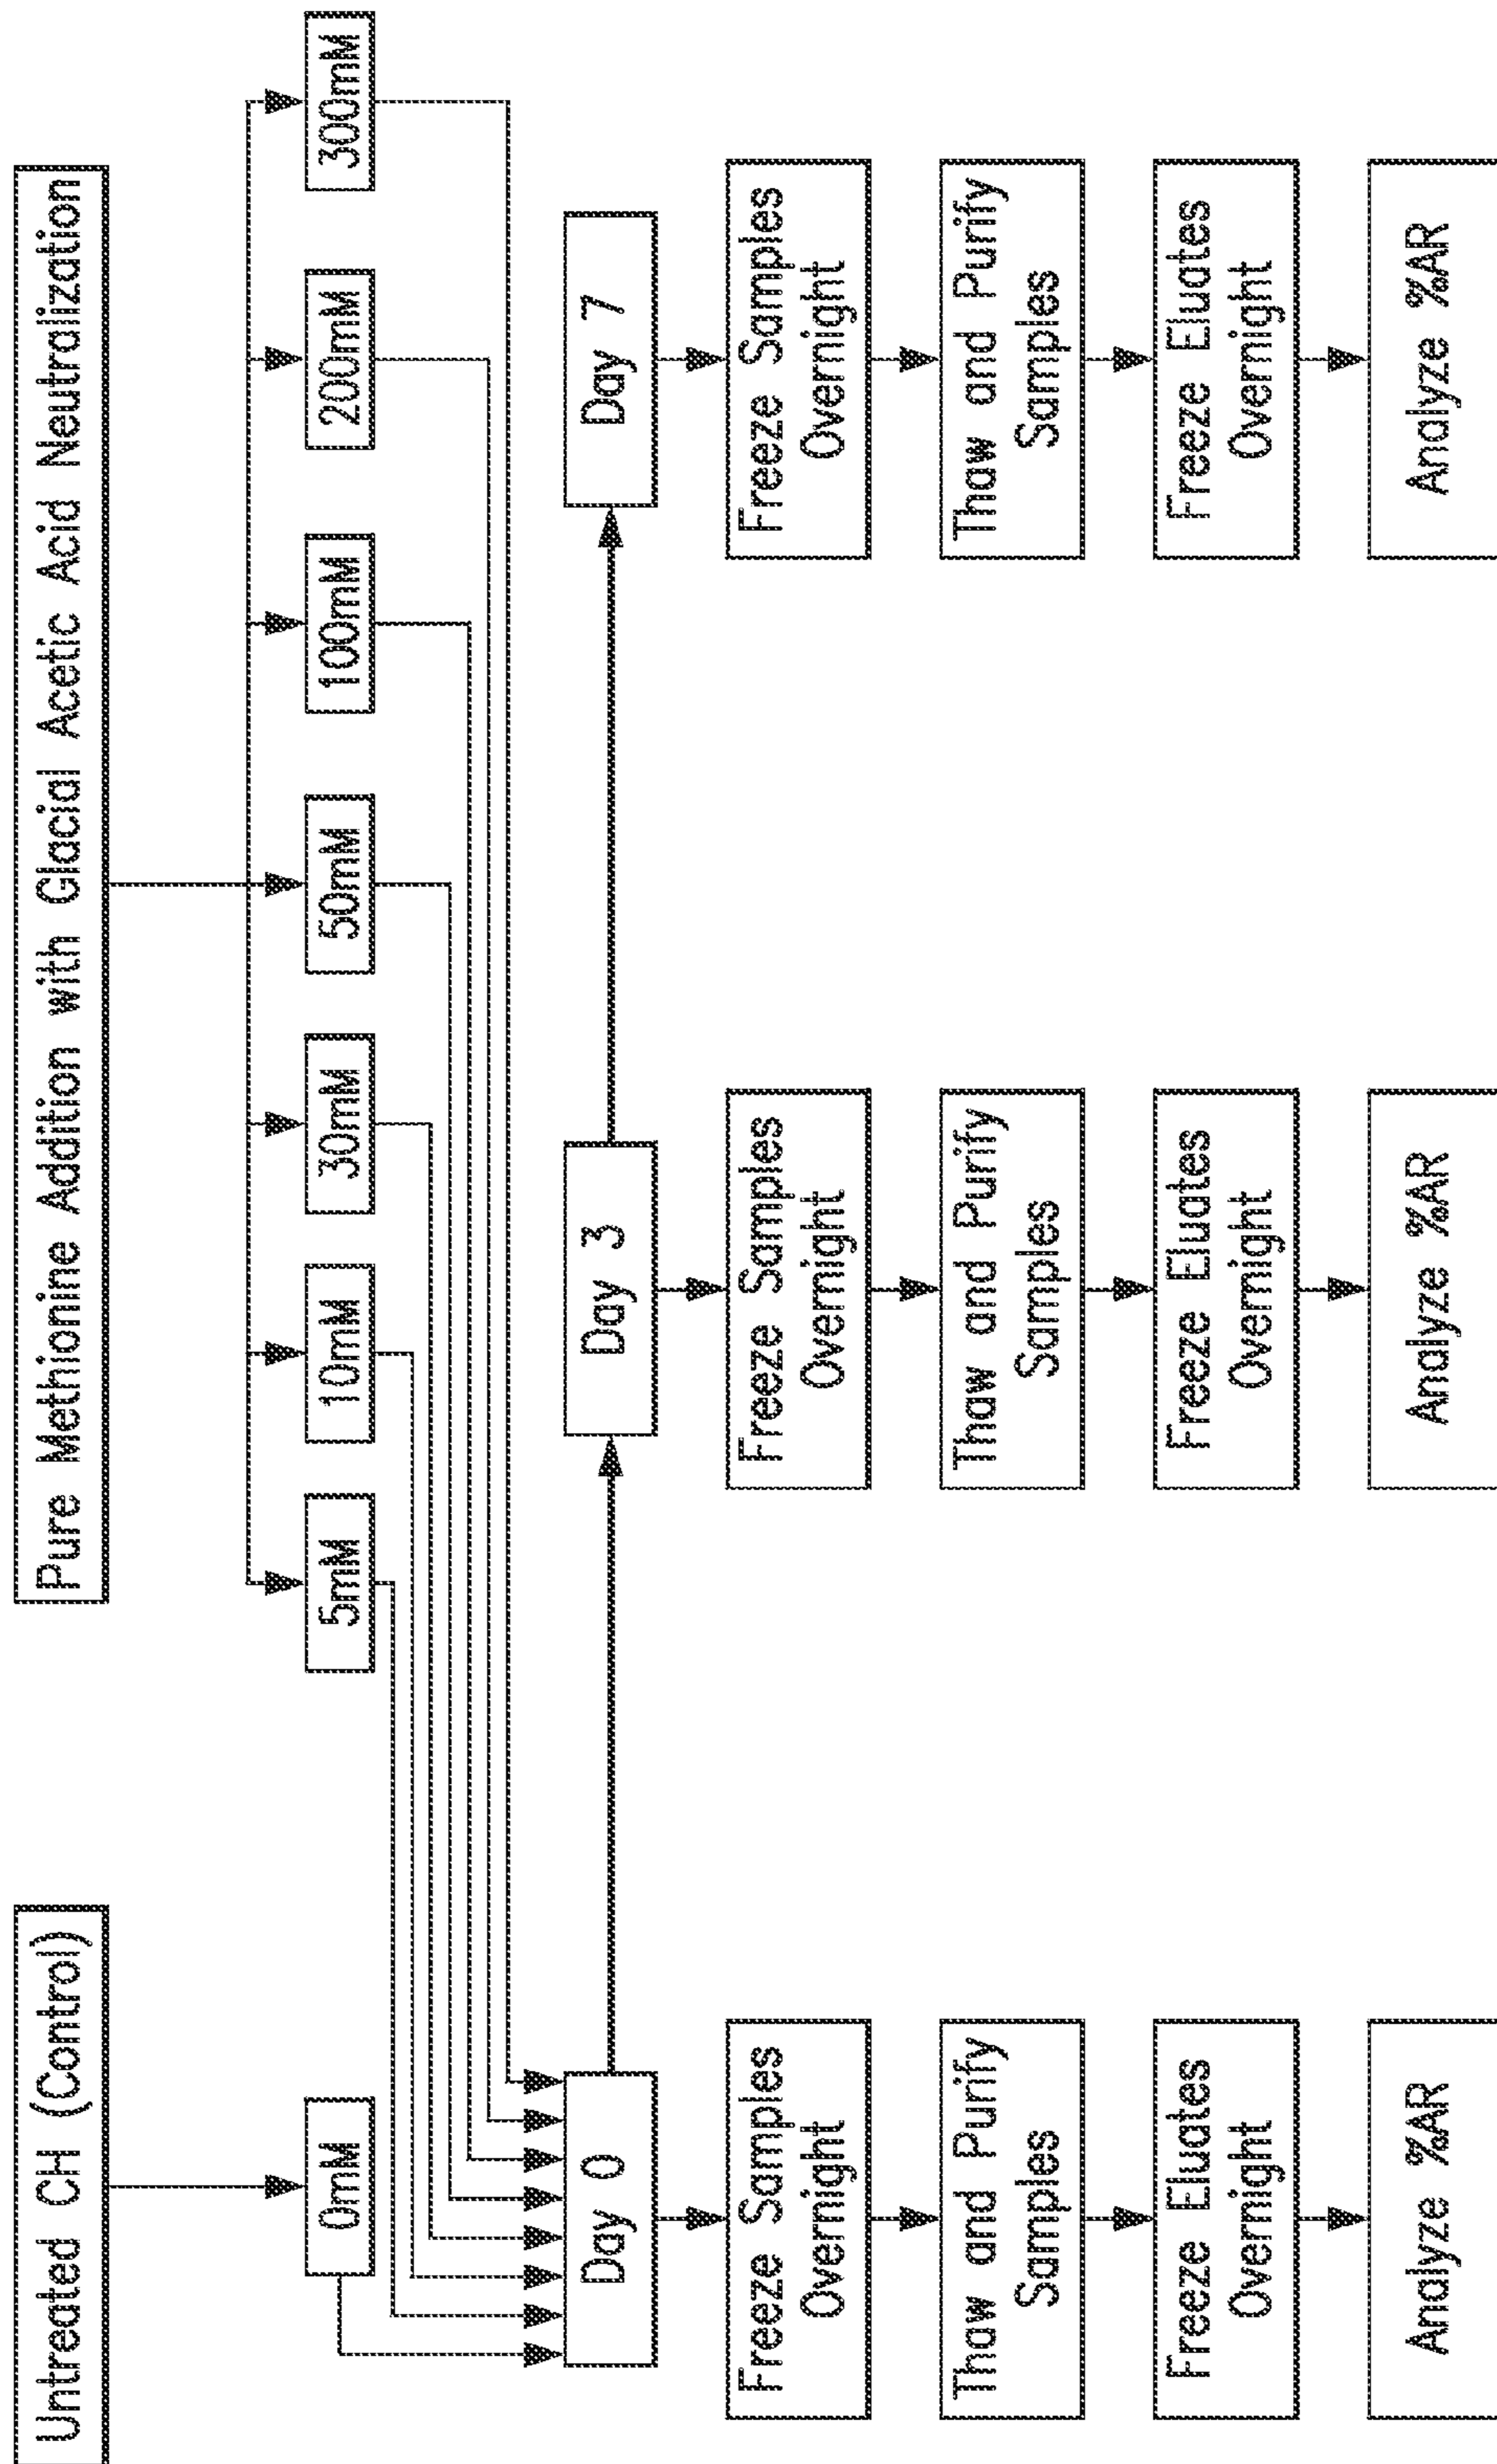 Untreated CH (Control)
Pure Methionine Addition with Glacial Acetic Acid Neutralization
0mM
5mM
10mM
30mM
50mM
100mM
200mM
300mM
Day 0
Day 3
Day 7
Freeze Samples
Overnight
Freeze Samples
Overnight
Freeze Samples
Overnight
Thaw and Purify
Samples
Thaw and Purify
Samples
Thaw and Purify
Samples
Freeze Eluates
Overnight
Freeze Eluates
Overnight
Freeze Eluates
Overnight
Analyze %AR
Analyze %AR
Analyze %AR